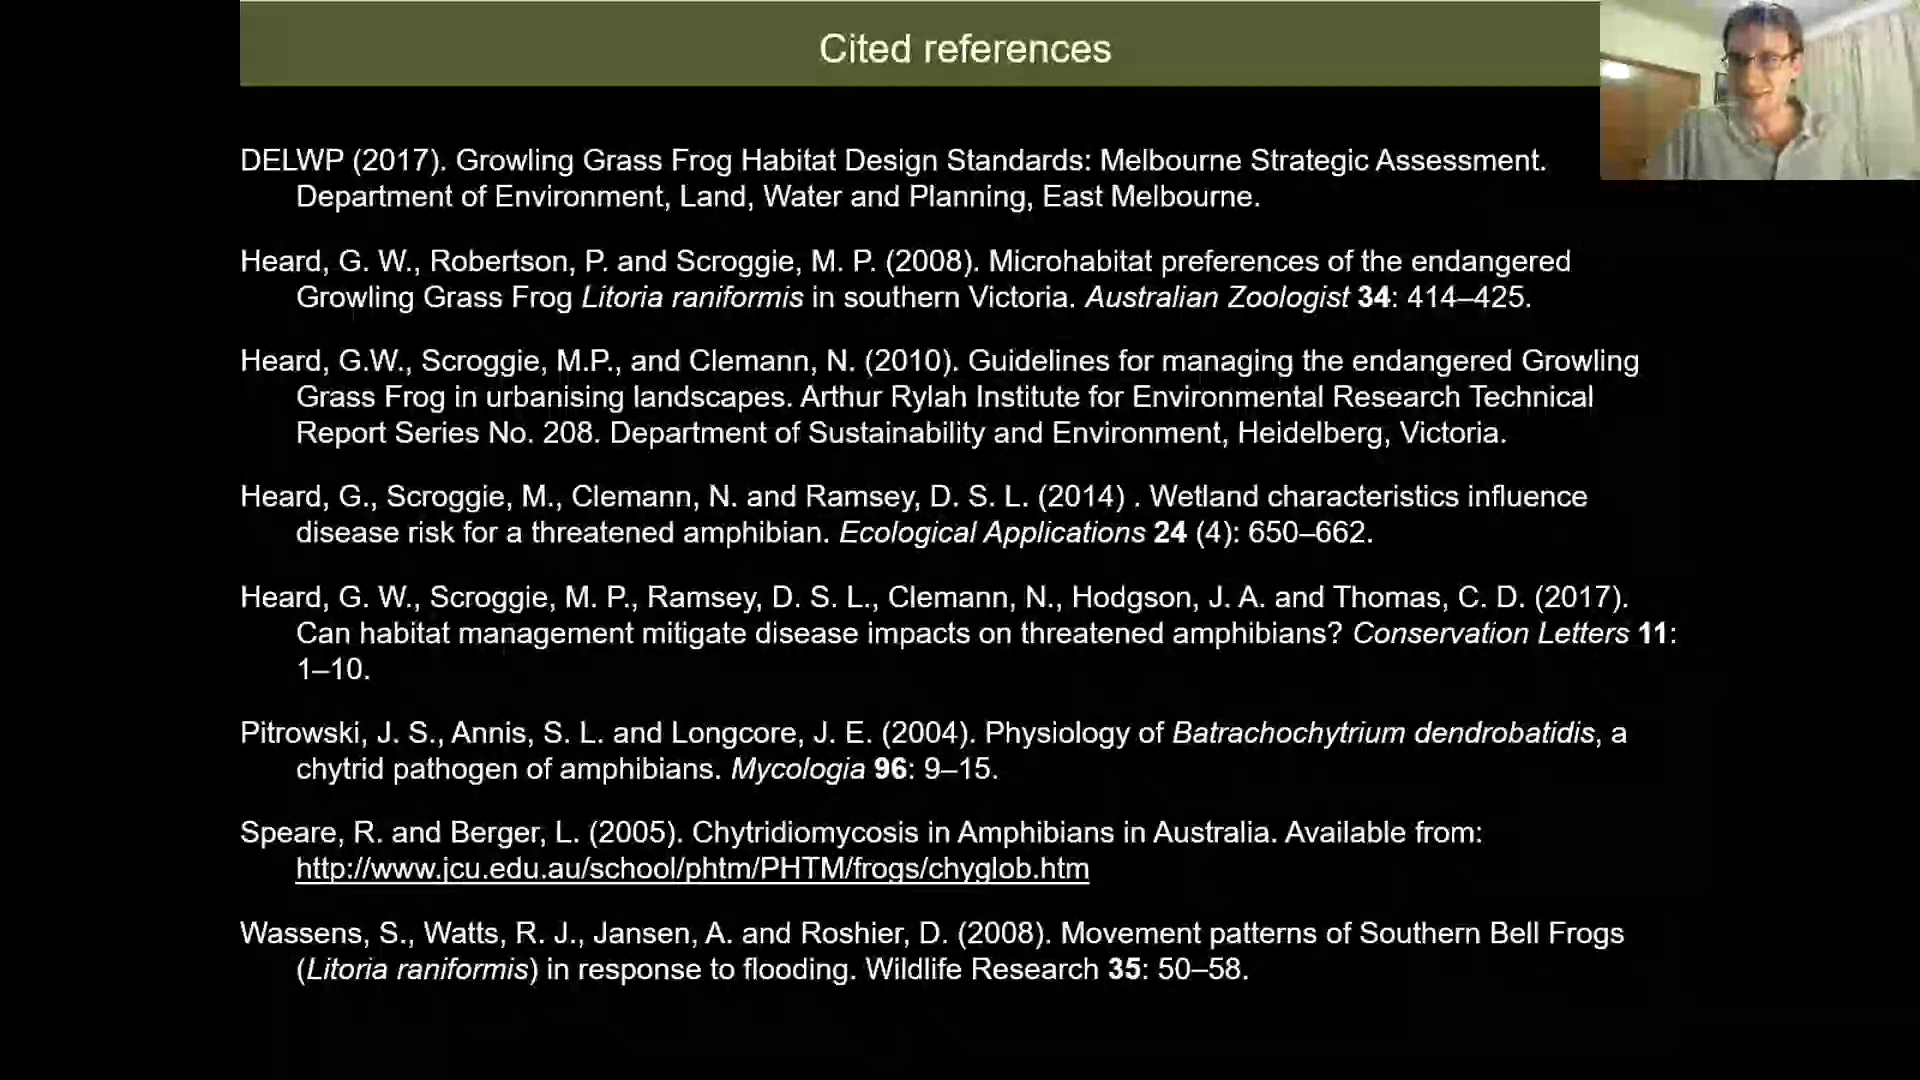 Cited references
DELWP (2017). Growling Grass Frog Habitat Design Standards: Melbourne Strategic Assessment.
Department of Environment, Land, Water and Planning, East Melbourne.
Heard, G. W., Robertson, P. and Scroggie, M. P. (2008). Microhabitat preferences of the endangered
Growling Grass Frog Litoria raniformis in southern Victoria. Australian Zoologist 34: 414–425.
Heard, G.W., Scroggie, M.P., and Clemann, N. (2010). Guidelines for managing the endangered Growling
Grass Frog in urbanising landscapes. Arthur Rylah Institute for Environmental Research Technical
Report Series No. 208. Department of Sustainability and Environment, Heidelberg, Victoria.
Heard, G., Scroggie, M., Clemann, N. and Ramsey, D. S. L. (2014) . Wetland characteristics influence
disease risk for a threatened amphibian. Ecological Applications 24 (4): 650–662.
Heard, G. W., Scroggie, M. P., Ramsey, D. S. L., Clemann, N., Hodgson, J. A. and Thomas, C. D. (2017).
Can habitat management mitigate disease impacts on threatened amphibians? Conservation Letters 11:
1–10.
Pitrowski, J. S., Annis, S. L. and Longcore, J. E. (2004). Physiology of Batrachochytrium dendrobatidis, a
chytrid pathogen of amphibians. Mycologia 96: 9–15.
Speare, R. and Berger, L. (2005). Chytridiomycosis in Amphibians in Australia. Available from:
http://www.jcu.edu.au/school/phtm/PHTM/frogs/chyglob.htm
Wassens, S., Watts, R. J., Jansen, A. and Roshier, D. (2008). Movement patterns of Southern Bell Frogs
(Litoria raniformis) in response to flooding. Wildlife Research 35: 50–58.